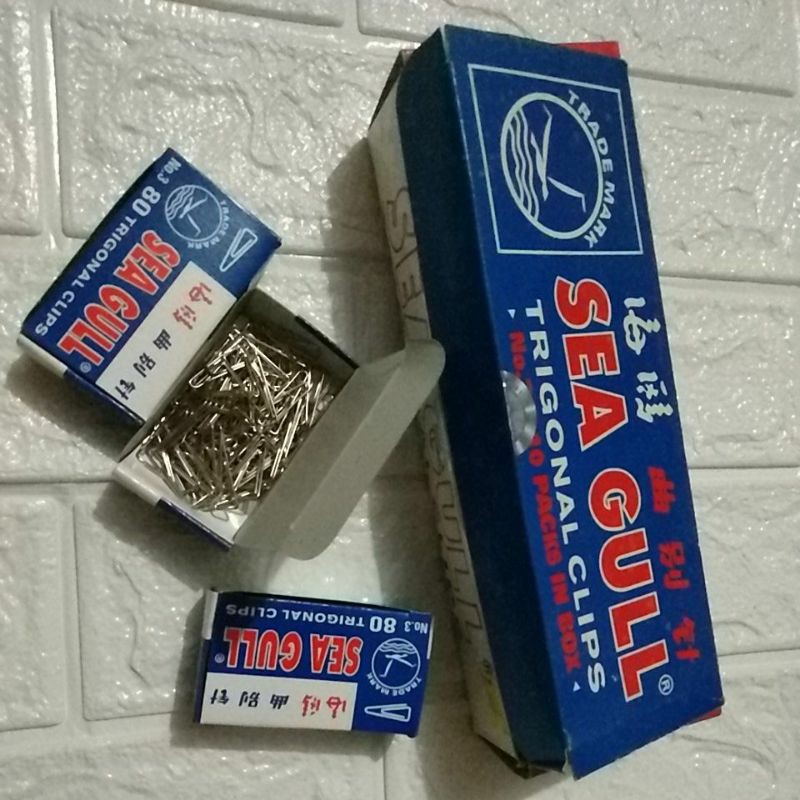 No.3 80 TRIGONAL CLIPS
TRADE MARK
SEA GULL®
海鸥 曲别针
TRADE MARK
海鸥 曲别针
SEA GULL®
TRIGONAL CLIPS
PACKS IN BOX
No.3 80 TRIGONAL CLIPS
TRADE MARK
SEA GULL®
海鸥 曲别针